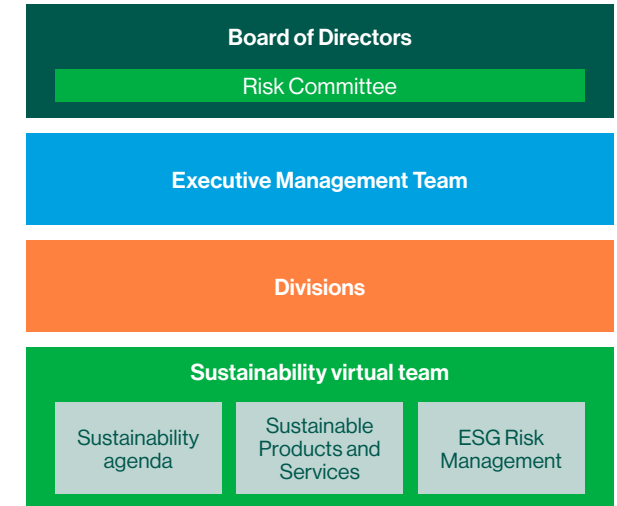 Board of Directors
Risk Committee
Executive Management Team
Divisions
Sustainability virtual team
Sustainability
agenda
Sustainable
Products and
Services
ESG Risk
Management